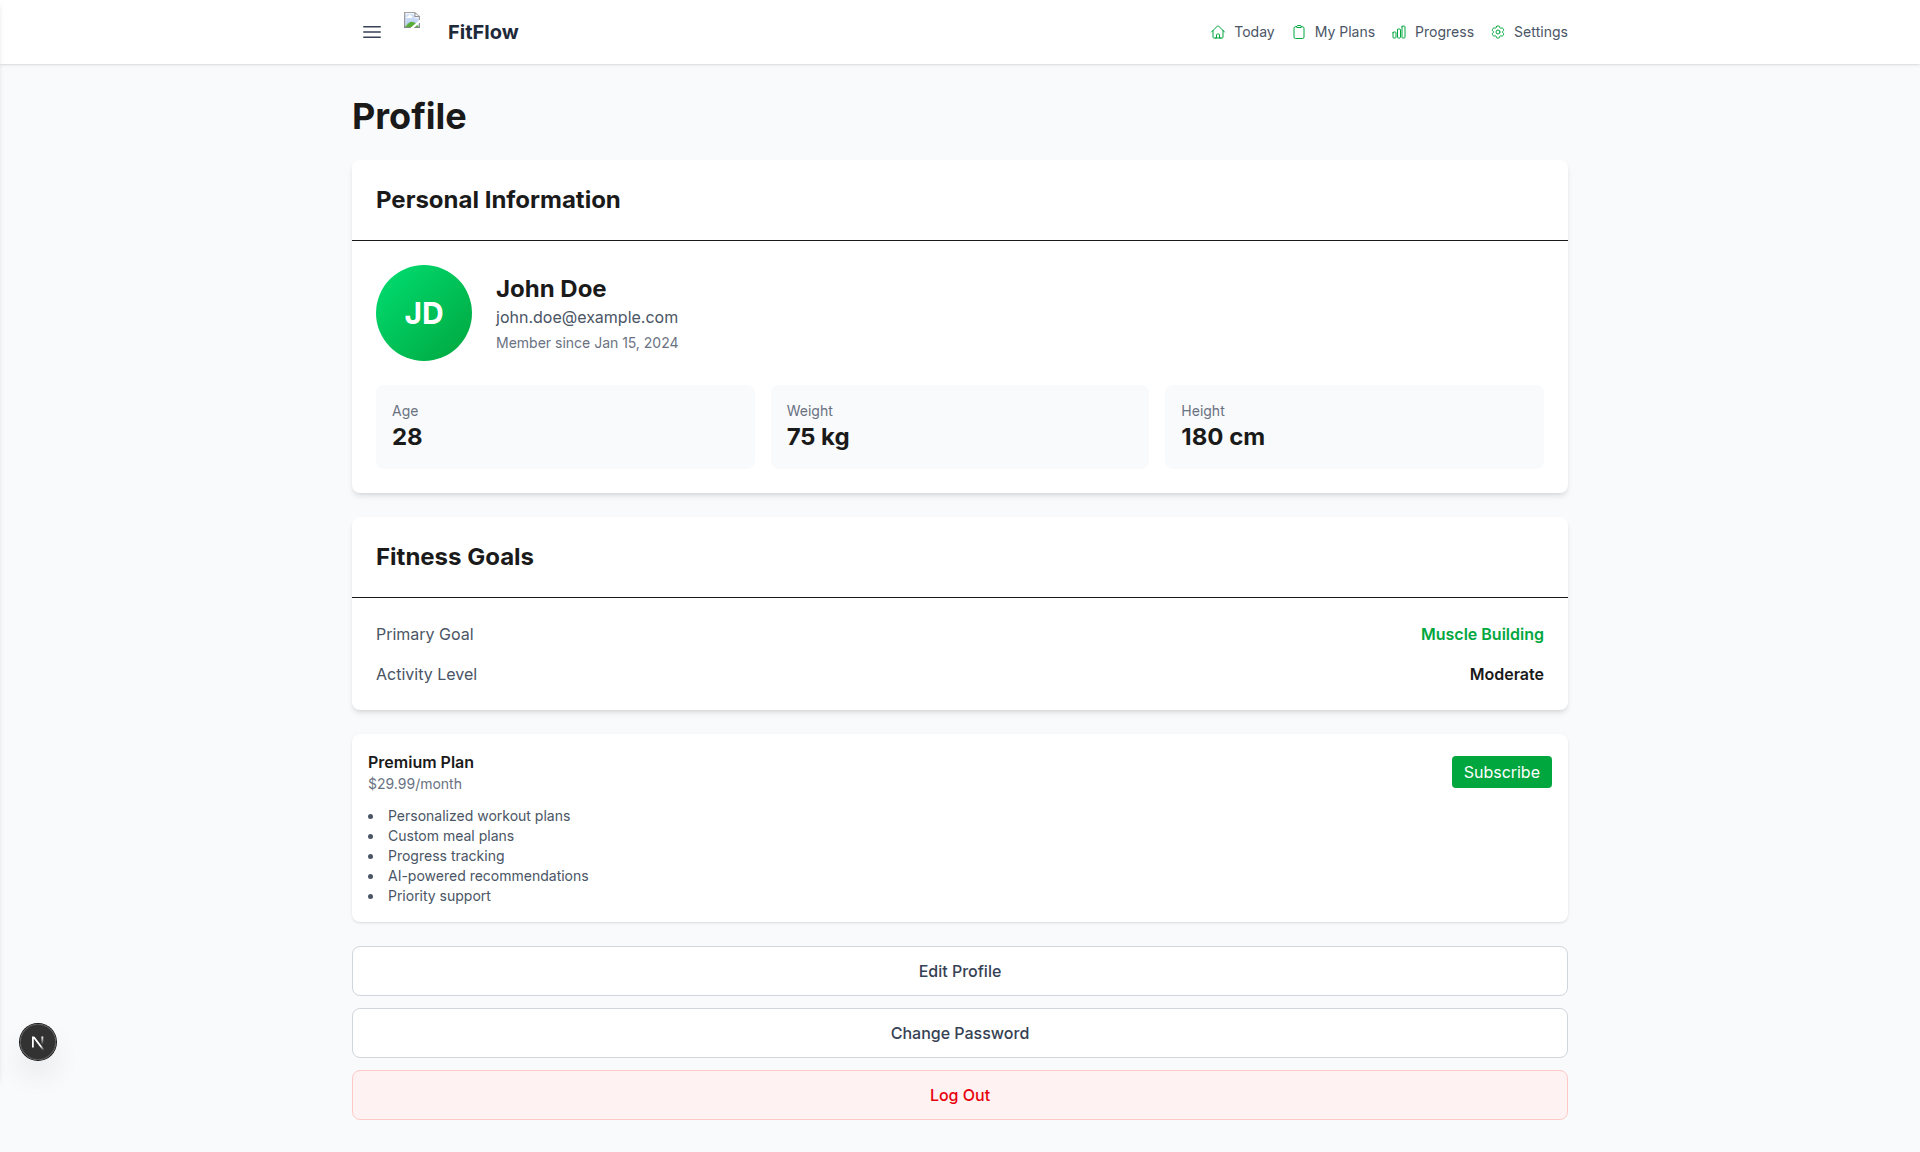 FitFlow
Today
My Plans
Progress
Settings
Profile
Personal Information
JD
John Doe
john.doe@example.com
Member since Jan 15, 2024
Age
28
Weight
75 kg
Height
180 cm
Fitness Goals
Primary Goal
Muscle Building
Activity Level
Moderate
Premium Plan
$29.99/month
Subscribe
Personalized workout plans
Custom meal plans
Progress tracking
AI-powered recommendations
Priority support
Edit Profile
Change Password
Log Out
N